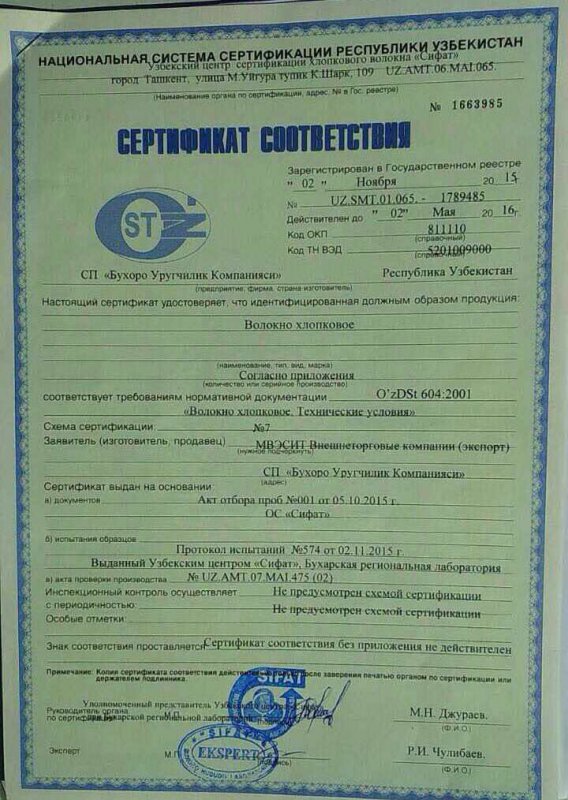 НАЦИОНАЛЬНАЯ СИСТЕМА СЕРТИФИКАЦИИ РЕСПУБЛИКИ УЗБЕКИСТАН
Узбекский центр сертификации хлопкового волокна «Сифат»
город Ташкент, улица М.Уйгура тупик К.Шарк, 109 UZ.AMT.06.MAI.065.
(Наименование органа по сертификации, адрес, № в Гос. реестре)
№ 1663985
СЕРТИФИКАТ СООТВЕТСТВИЯ
Зарегистрирован в Государственном реестре
" 02 " Ноября 20 15г
№ UZ.SMT.01.065. - 1789485
Действителен до " 02" Мая 20 16г.
Код ОКП 811110
(справочный)
Код ТН ВЭД 5201009000
ST
СП «Бухоро Уругчилик Компанияси» Республика Узбекистан
(предприятие, фирма, страна-изготовитель)
Настоящий сертификат удостоверяет, что идентифицированная должным образом продукция:
Волокно хлопковое
(наименование, тип, вид, марка)
Согласно приложения
(количество или серийное производство)
соответствует требованиям нормативной документации O'zDSt 604:2001
«Волокно хлопковое. Технические условия»
Схема сертификации: №7
Заявитель (изготовитель, продавец) МВЭСИТ Внешнеторговые компании (экспорт)
(нужное подчеркнуть)
СП «Бухоро Уругчилик Компанияси»
(адрес)
Сертификат выдан на основании
а) документов Акт отбора проб №001 от 05.10.2015 г.
ОС «Сифат»
б) испытания образцов
Протокол испытаний №574 от 02.11.2015 г.
Выданный Узбекским центром «Сифат», Бухарская региональная лаборатория
в) акта проверки производства № UZ.AMT.07.MAI.475 (02)
Инспекционный контроль осуществляет Не предусмотрен схемой сертификации
с периодичностью: Не предусмотрен схемой сертификации
Особые отметки:
Знак соответствия проставляется Сертификат соответствия без приложения не действителен
Примечание: Копии сертификата соответствия действительны только после заверения печатью органом по сертификации или
держателем подлинника
SIFAT
Уполномоченный представитель Узбекского центра
Руководитель органа
по сертификации при Бухарской региональной лаборатории М.Н. Джураев.
(Ф.И.О.)
SIFAT
EKSPERT
Эксперт М.П. (подпись) Р.И. Чулибаев.
(Ф.И.О.)